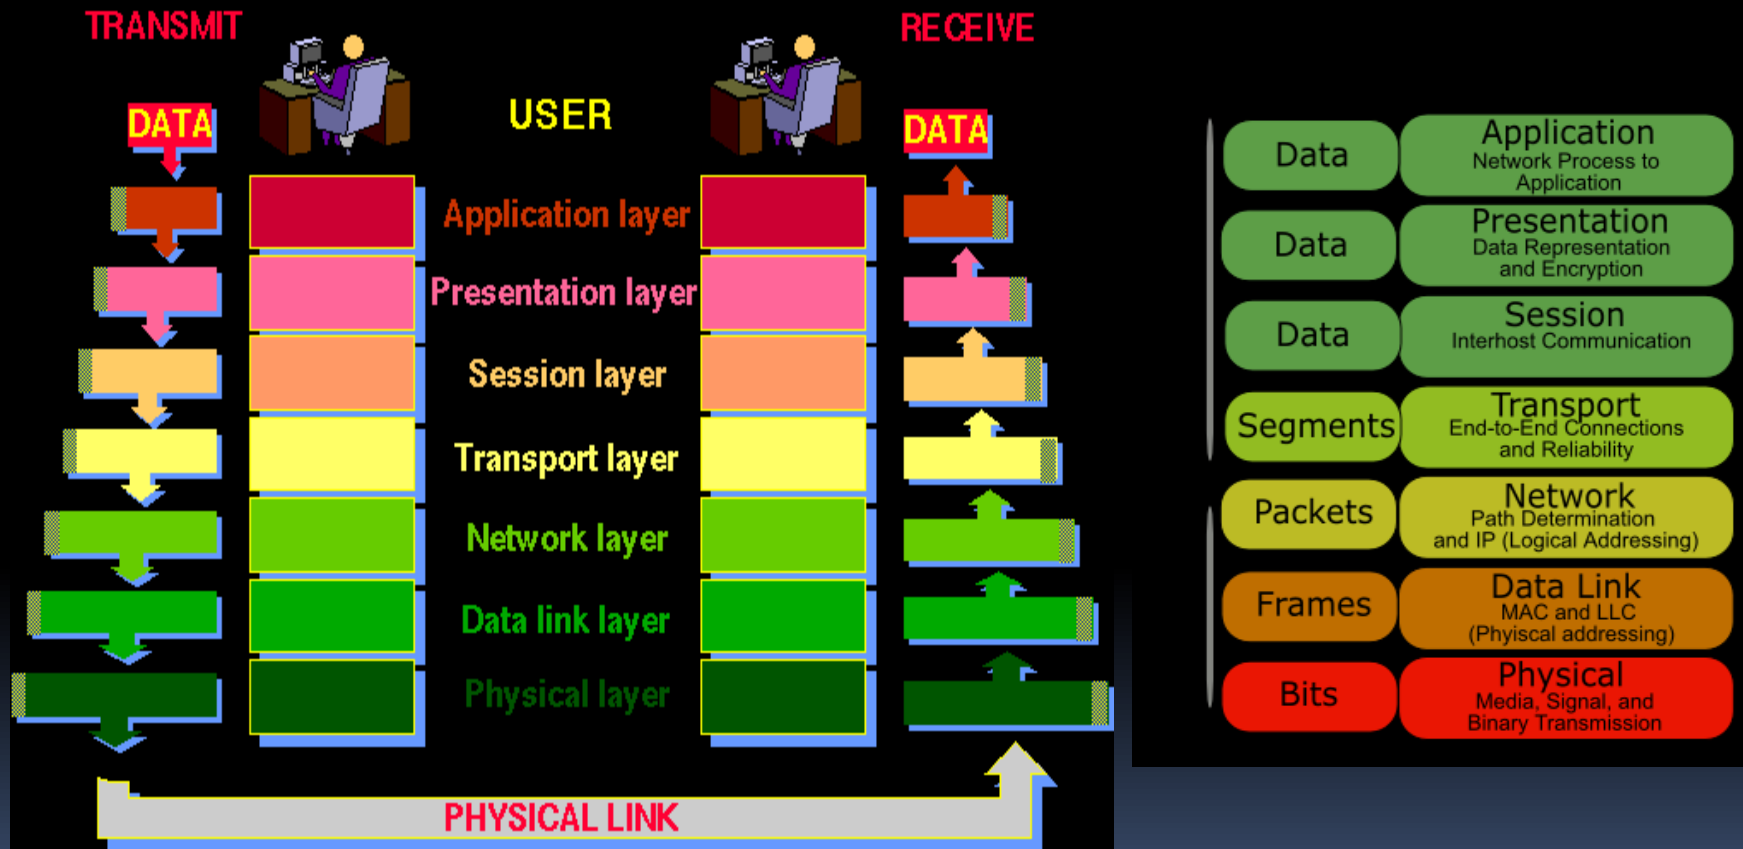 TRANSMIT
RECEIVE
DATA
USER
DATA
Application layer
Presentation layer
Session layer
Transport layer
Network layer
Data link layer
Physical layer
PHYSICAL LINK
Data
Application
Network Process to
Application
Data
Presentation
Data Representation
and Encryption
Data
Session
Interhost Communication
Segments
Transport
End-to-End Connections
and Reliability
Packets
Network
Path Determination
and IP (Logical Addressing)
Frames
Data Link
MAC and LLC
(Phyiscal addressing)
Bits
Physical
Media, Signal, and
Binary Transmission